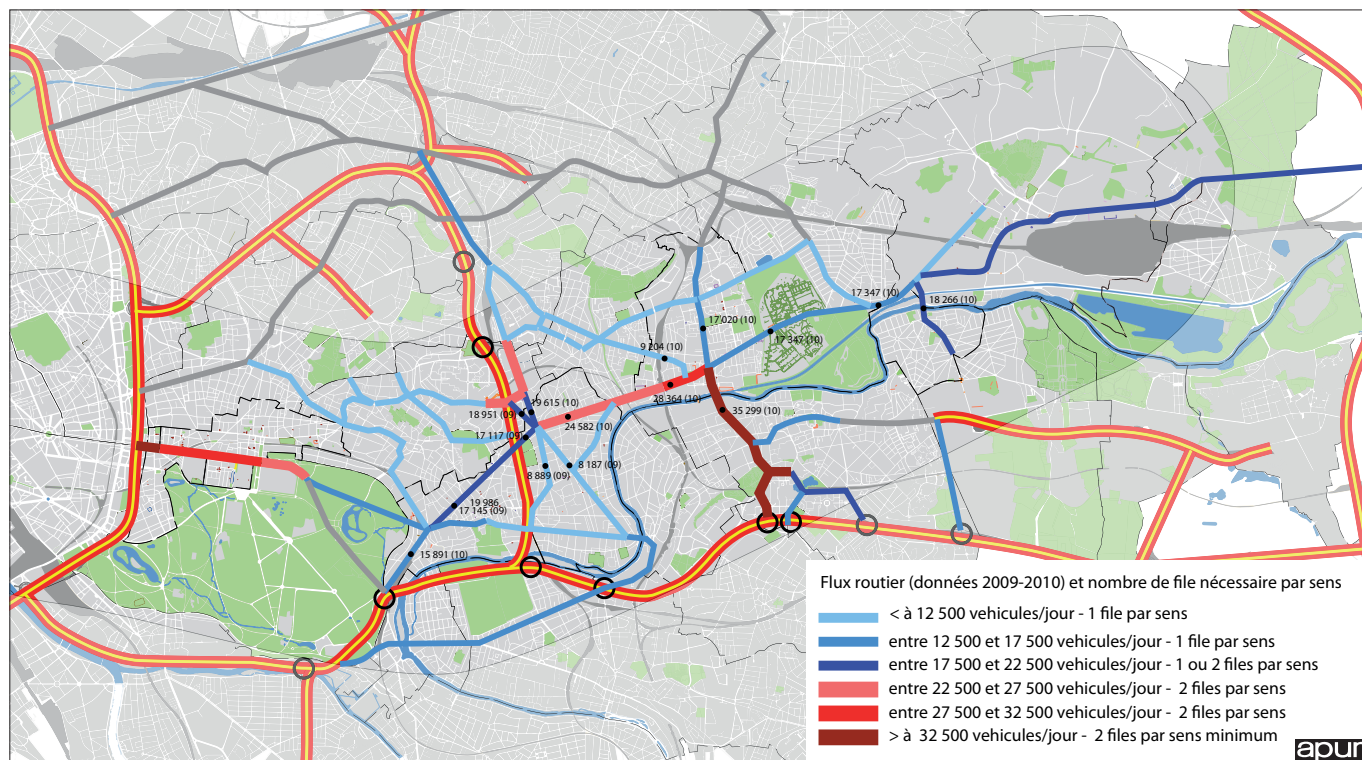 17 347 (10)
18 266 (10)
17 020 (10)
17 347 (10)
9 204 (10)
28 364 (10)
19 615 (10)
18 951 (09)
35 299 (10)
24 582 (10)
17 117 (09)
8 187 (09)
8 889 (09)
19 986
17 145 (09)
15 891 (10)
Flux routier (données 2009-2010) et nombre de file nécessaire par sens
< à 12 500 vehicules/jour - 1 file par sens
entre 12 500 et 17 500 vehicules/jour - 1 file par sens
entre 17 500 et 22 500 vehicules/jour - 1 ou 2 files par sens
entre 22 500 et 27 500 vehicules/jour - 2 files par sens
entre 27 500 et 32 500 vehicules/jour - 2 files par sens
> à 32 500 vehicules/jour - 2 files par sens minimum
apur